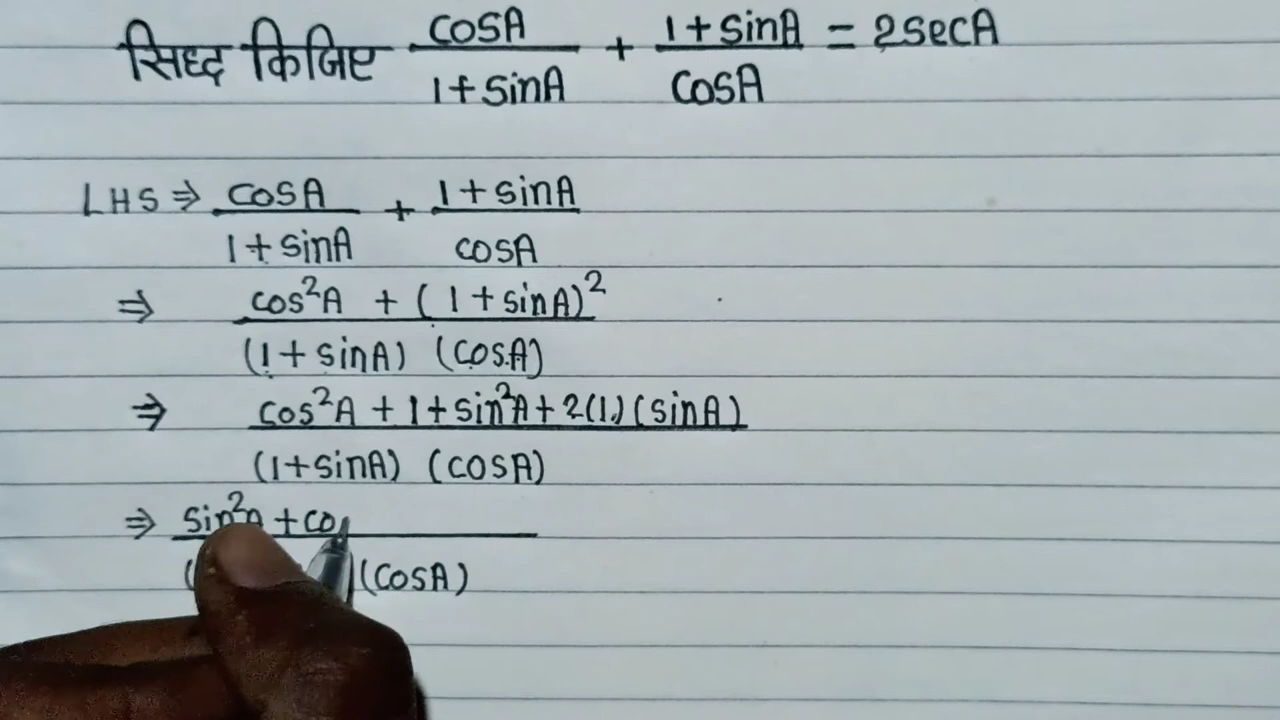 सिध्द किजिए cosA/1+sinA + 1+sinA/cosA = 2secA
LHS ⇒ cosA/1+sinA + 1+sinA/cosA
⇒ cos²A + (1+sinA)²/(1+sinA) (cosA)
⇒ cos²A + 1 + sin²A + 2(1)(sinA)/(1+sinA) (cosA)
⇒ sin²A + co
(cosA)